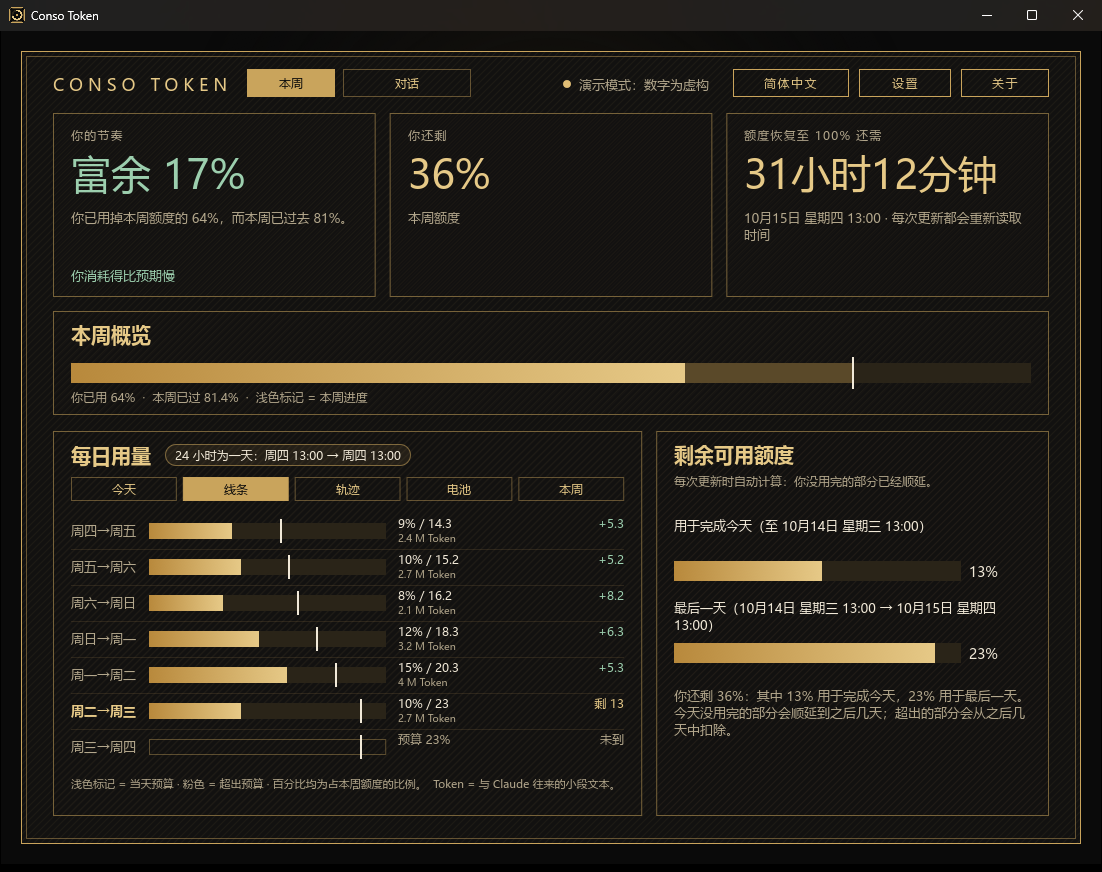 Conso Token
CONSO TOKEN
本周
对话
演示模式：数字为虚构
简体中文
设置
关于
你的节奏
富余 17%
你已用掉本周额度的 64%，而本周已过去 81%。
你消耗得比预期慢
你还剩
36%
本周额度
额度恢复至 100% 还需
31小时12分钟
10月15日 星期四 13:00 · 每次更新都会重新读取
时间
本周概览
你已用 64% · 本周已过 81.4% · 浅色标记 = 本周进度
每日用量
24 小时为一天：周四 13:00 → 周四 13:00
今天
线条
轨迹
电池
本周
周四→周五
9% / 14.3
2.4 M Token
+5.3
周五→周六
10% / 15.2
2.7 M Token
+5.2
周六→周日
8% / 16.2
2.1 M Token
+8.2
周日→周一
12% / 18.3
3.2 M Token
+6.3
周一→周二
15% / 20.3
4 M Token
+5.3
周二→周三
10% / 23
2.7 M Token
剩 13
周三→周四
预算 23%
未到
浅色标记 = 当天预算 · 粉色 = 超出预算 · 百分比均为占本周额度的比例。 Token = 与 Claude 往来的小段文本。
剩余可用额度
每次更新时自动计算：你没用完的部分已经顺延。
用于完成今天（至 10月14日 星期三 13:00）
13%
最后一天（10月14日 星期三 13:00 → 10月15日 星期四
13:00）
23%
你还剩 36%：其中 13% 用于完成今天，23% 用于最后一天。
今天没用完的部分会顺延到之后几天；超出的部分会从之后几
天中扣除。